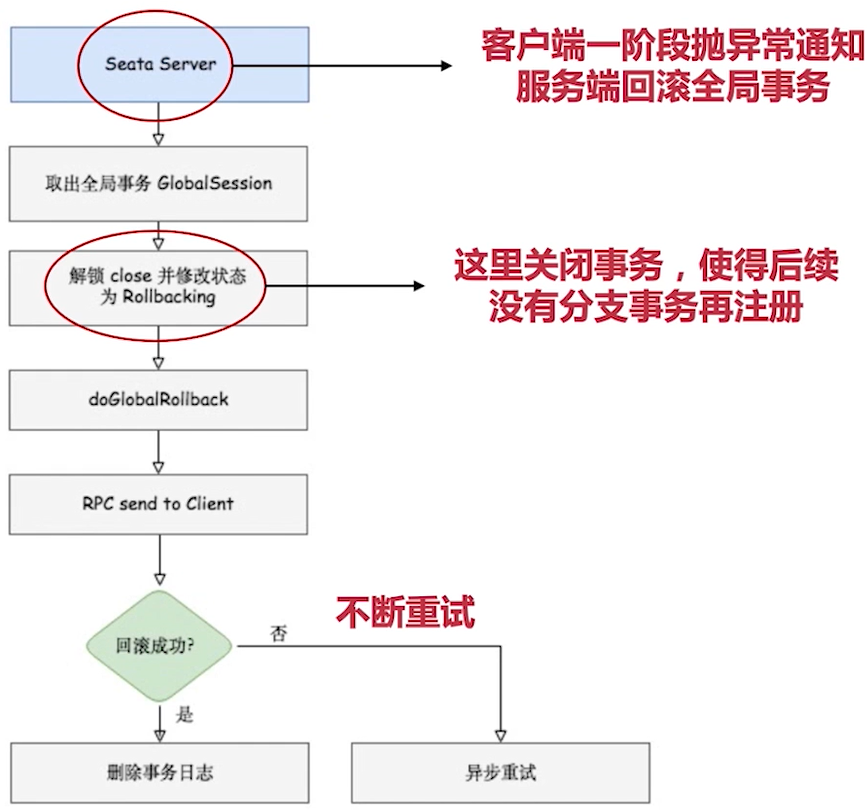 Seata Server
客户端一阶段抛异常通知
服务端回滚全局事务
取出全局事务 GlobalSession
解锁 close 并修改状态
为 Rollbacking
这里关闭事务，使得后续
没有分支事务再注册
doGlobalRollback
RPC send to Client
不断重试
回滚成功?
否
是
删除事务日志
异步重试